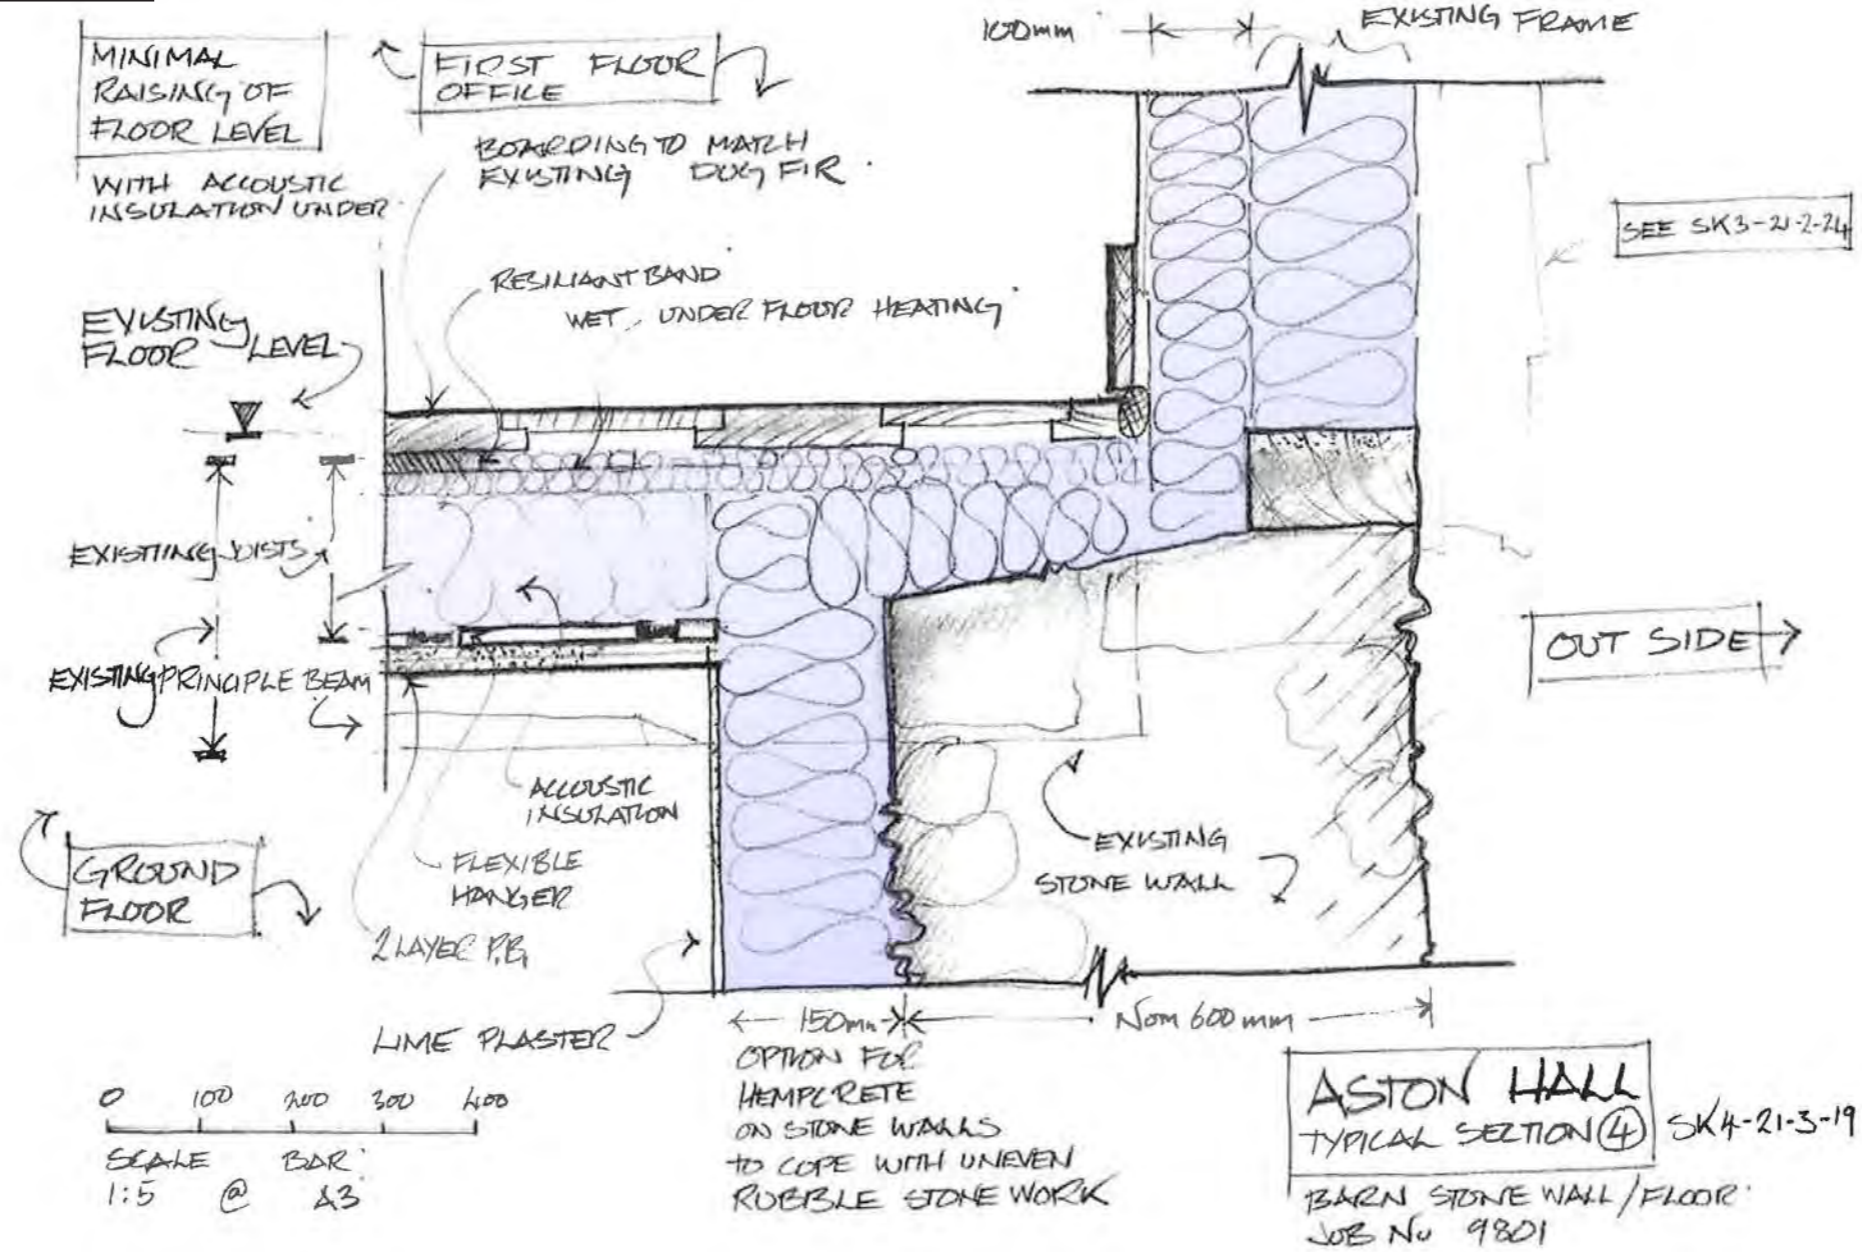 MINIMAL
RAISING OF
FLOOR LEVEL
WITH ACCOUSTIC
INSULATION UNDER
FIRST FLOOR
OFFICE
BOARDING TO MATCH
EXISTING DUG FIR
RESILIANT BAND
WET UNDER FLOOR HEATING
100mm
EXISTING FRAME
SEE SK3-21-2-24
EXISTING
FLOOR LEVEL
EXISTING JOISTS
EXISTING PRINCIPLE BEAM
OUT SIDE
GROUND
FLOOR
ACCOUSTIC
INSULATION
FLEXIBLE
HANGER
2 LAYER P.B.
LIME PLASTER
EXISTING
STONE WALL
150mm
Nom 600mm
OPTION FOR
HEMPCRETE
ON STONE WALLS
TO COPE WITH UNEVEN
RUBBLE STONE WORK
0 100 200 300 400
SCALE BAR
1:5 @ A3
ASTON HALL
TYPICAL SECTION 4
SK4-21-3-19
BARN STONE WALL/FLOOR
JOB No 9801